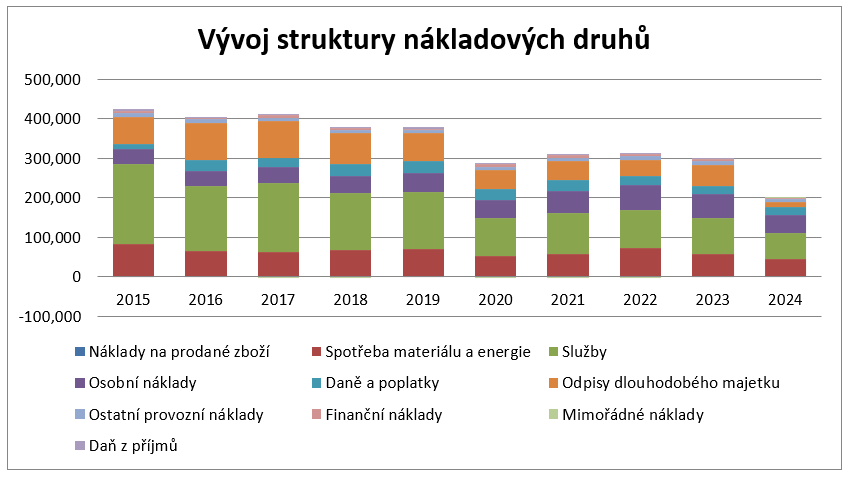 Vývoj struktury nákladových druhů
500,000
400,000
300,000
200,000
100,000
0
-100,000
2015 2016 2017 2018 2019 2020 2021 2022 2023 2024
Náklady na prodané zboží Spotřeba materiálu a energie Služby
Osobní náklady Daně a poplatky Odpisy dlouhodobého majetku
Ostatní provozní náklady Finanční náklady Mimořádné náklady
Daň z příjmů